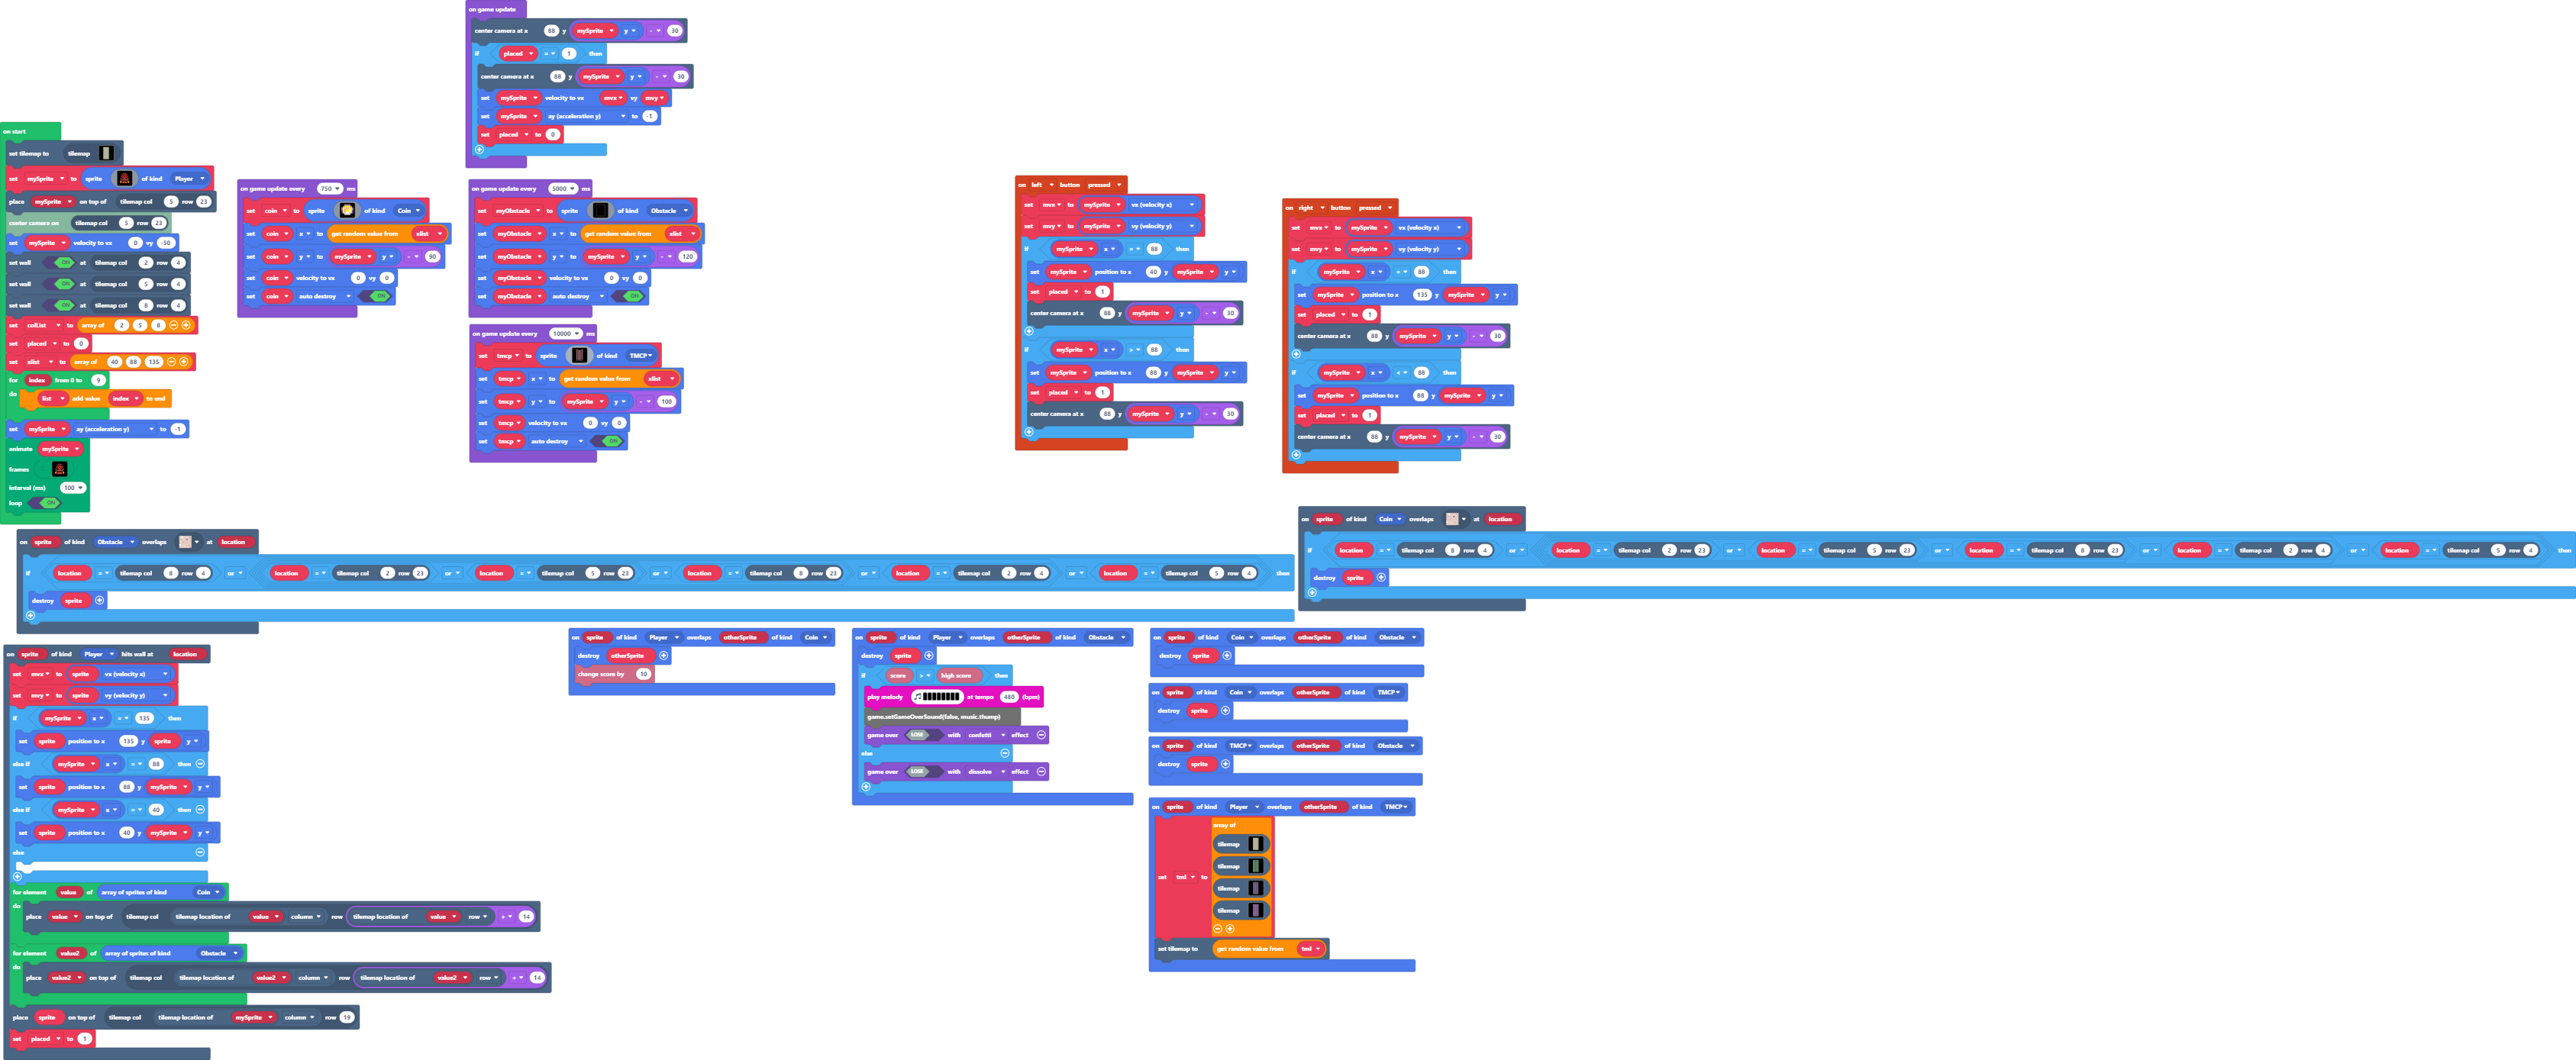 on game update
center camera at x 88 y mySprite y - 30
if placed = 1 then
center camera at x 88 y mySprite y - 30
set mySprite velocity to vx mvx vy mvy
set mySprite ay (acceleration y) to -1
set placed to 0
on start
set tilemap to tilemap
set mySprite to sprite of kind Player
place mySprite on top of tilemap col 5 row 23
center camera on tilemap col 5 row 23
set mySprite velocity to vx 0 vy -50
set wall ON at tilemap col 2 row 4
set wall ON at tilemap col 5 row 4
set wall ON at tilemap col 8 row 4
set colList to array of 2 5 8
set placed to 0
set xlist to array of 40 88 135
for index from 0 to 9
do list add value index to end
set mySprite ay (acceleration y) to -1
animate mySprite
frames
interval (ms) 100
loop ON
on game update every 750 ms
set coin to sprite of kind Coin
set coin x to get random value from xlist
set coin y to mySprite y - 90
set coin velocity to vx 0 vy 0
set coin auto destroy ON
on game update every 5000 ms
set myObstacle to sprite of kind Obstacle
set myObstacle x to get random value from xlist
set myObstacle y to mySprite y - 120
set myObstacle velocity to vx 0 vy 0
set myObstacle auto destroy ON
on game update every 10000 ms
set tmcp to sprite of kind TMCP
set tmcp x to get random value from xlist
set tmcp y to mySprite y - 100
set tmcp velocity to vx 0 vy 0
set tmcp auto destroy ON
on left button pressed
set mvx to mySprite vx (velocity x)
set mvy to mySprite vy (velocity y)
if mySprite x = 88 then
set mySprite position to x 40 y mySprite y
set placed to 1
center camera at x 88 y mySprite y - 30
if mySprite x > 88 then
set mySprite position to x 88 y mySprite y
set placed to 1
center camera at x 88 y mySprite y - 30
on right button pressed
set mvx to mySprite vx (velocity x)
set mvy to mySprite vy (velocity y)
if mySprite x = 88 then
set mySprite position to x 135 y mySprite y
set placed to 1
center camera at x 88 y mySprite y - 30
if mySprite x < 88 then
set mySprite position to x 88 y mySprite y
set placed to 1
center camera at x 88 y mySprite y - 30
on sprite of kind Obstacle overlaps at location
if location = tilemap col 8 row 4 or location = tilemap col 2 row 23 or location = tilemap col 5 row 23 or location = tilemap col 8 row 23 or location = tilemap col 2 row 4 or location = tilemap col 5 row 4 then
destroy sprite
on sprite of kind Coin overlaps at location
if location = tilemap col 8 row 4 or location = tilemap col 2 row 23 or location = tilemap col 5 row 23 or location = tilemap col 8 row 23 or location = tilemap col 2 row 4 or location = tilemap col 5 row 4 then
destroy sprite
on sprite of kind Player hits wall at location
set mvx to sprite vx (velocity x)
set mvy to sprite vy (velocity y)
if mySprite x = 135 then
set sprite position to x 135 y sprite y
else if mySprite x = 88 then
set sprite position to x 88 y mySprite y
else if mySprite x = 40 then
set sprite position to x 40 y mySprite y
else
for element value of array of sprites of kind Coin
do place value on top of tilemap col tilemap location of value column row tilemap location of value row + 14
for element value2 of array of sprites of kind Obstacle
do place value2 on top of tilemap col tilemap location of value2 column row tilemap location of value2 row + 14
place sprite on top of tilemap col tilemap location of mySprite column row 19
set placed to 1
on sprite of kind Player overlaps otherSprite of kind Coin
destroy otherSprite
change score by 10
on sprite of kind Player overlaps otherSprite of kind Obstacle
destroy sprite
if score > high score then
play melody at tempo 480 (bpm)
game.setGameOverSound(false, music.thump)
game over LOSE with confetti effect
else
game over LOSE with dissolve effect
on sprite of kind Coin overlaps otherSprite of kind Obstacle
destroy sprite
on sprite of kind Coin overlaps otherSprite of kind TMCP
destroy sprite
on sprite of kind TMCP overlaps otherSprite of kind Obstacle
destroy sprite
on sprite of kind Player overlaps otherSprite of kind TMCP
set tml to array of
tilemap
tilemap
tilemap
tilemap
set tilemap to get random value from tml